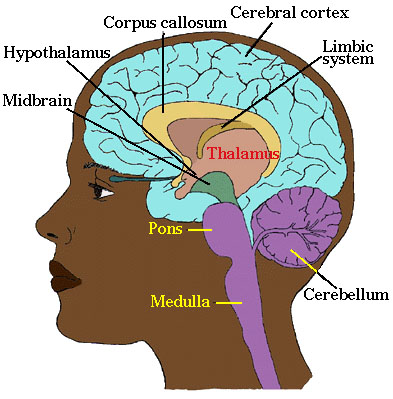 Corpus callosum
Cerebral cortex
Hypothalamus
Limbic
system
Midbrain
Thalamus
Pons
Medulla
Cerebellum